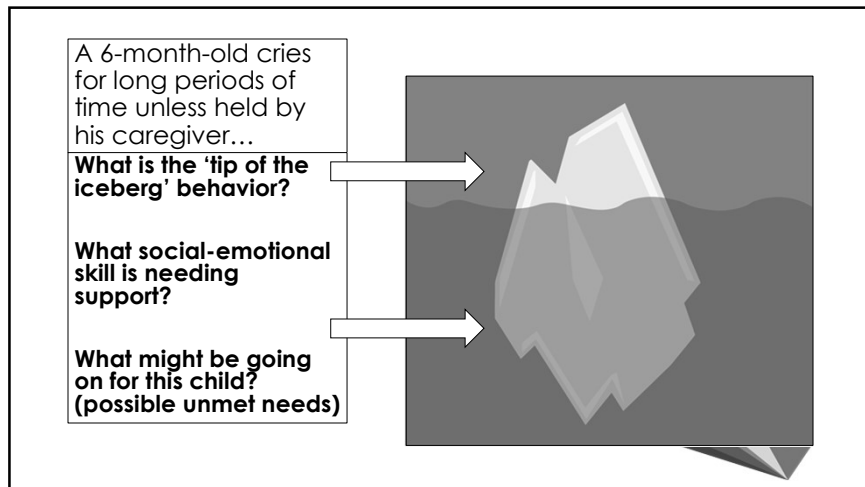 A 6-month-old cries
for long periods of
time unless held by
his caregiver…
What is the ‘tip of the
iceberg’ behavior?
What social-emotional
skill is needing
support?
What might be going
on for this child?
(possible unmet needs)